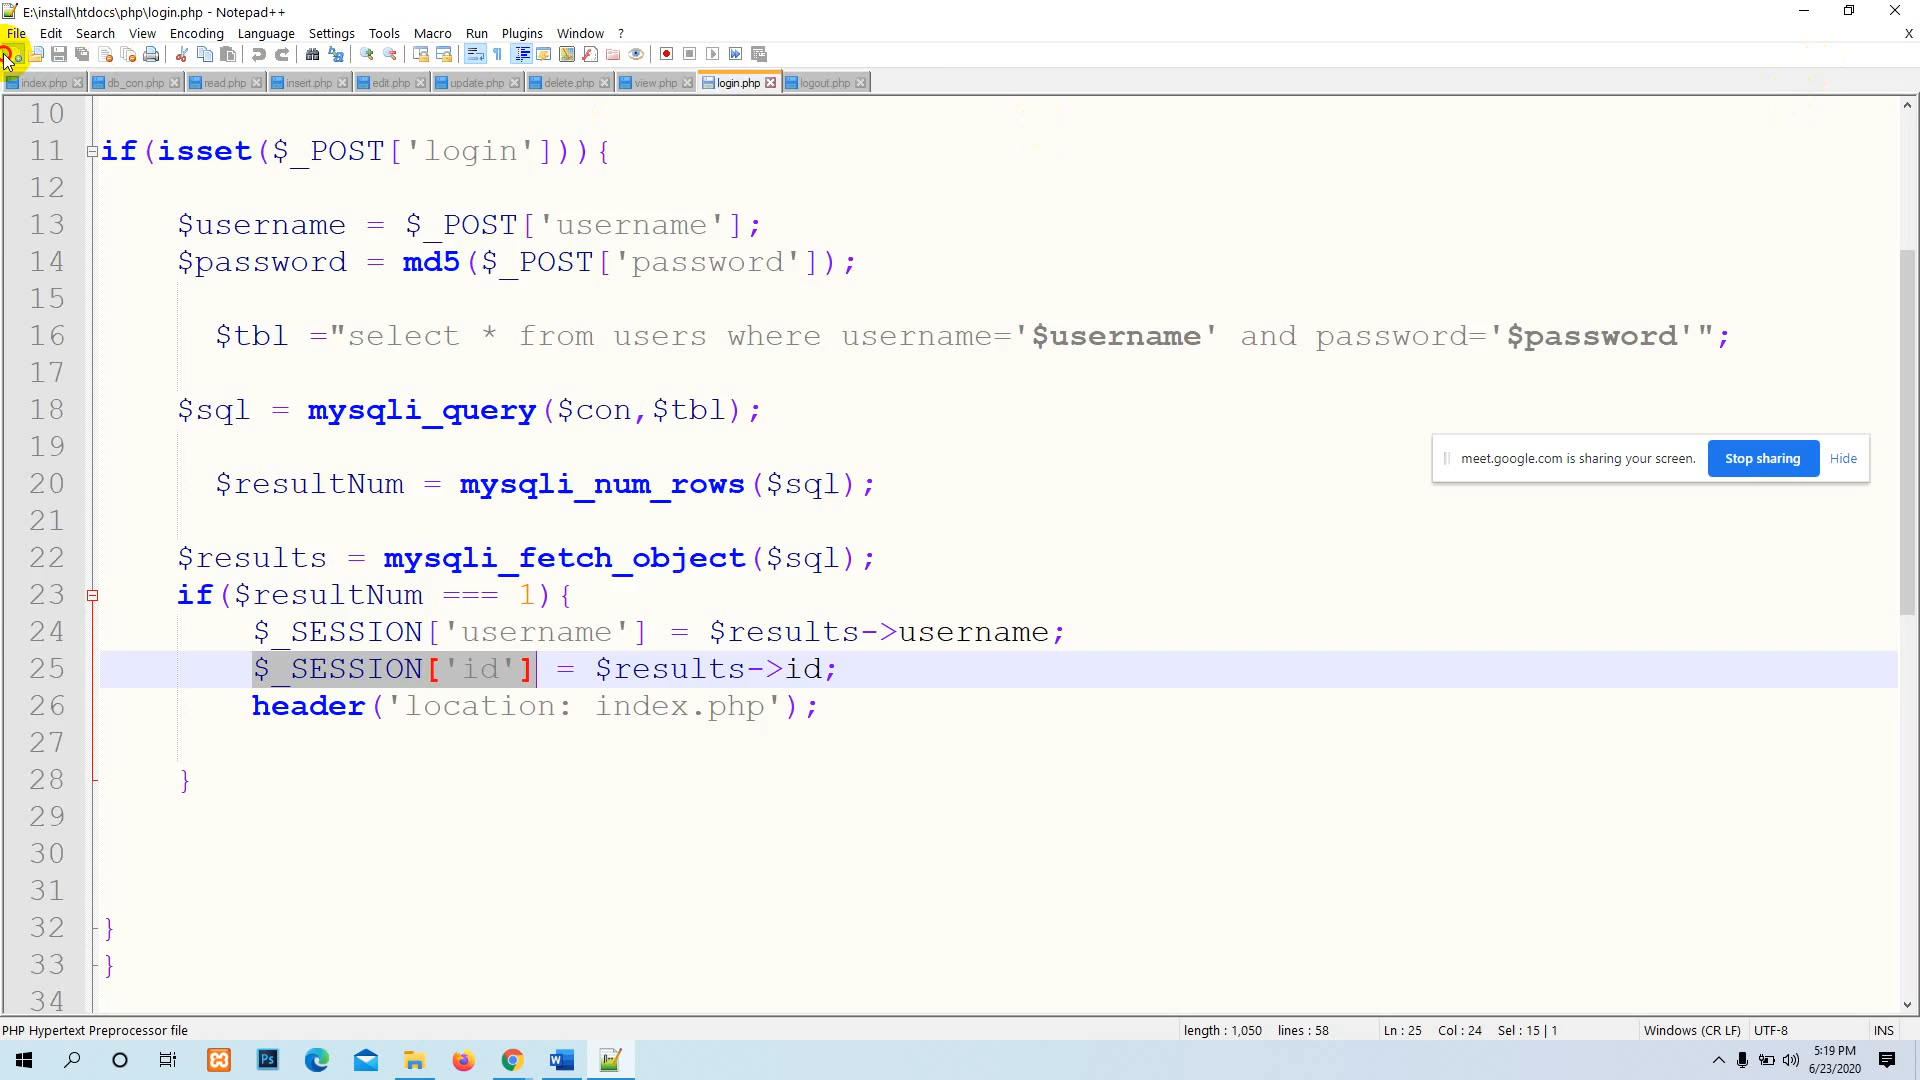 E:\install\htdocs\php\login.php - Notepad++
File Edit Search View Encoding Language Settings Tools Macro Run Plugins Window ? X
index.php db_con.php read.php insert.php edit.php update.php delete.php view.php login.php logout.php
10
11 if(isset($_POST['login'])){
12
13 $username = $_POST['username'];
14 $password = md5($_POST['password']);
15
16 $tbl ="select * from users where username='$username' and password='$password'";
17
18 $sql = mysqli_query($con,$tbl);
19
meet.google.com is sharing your screen. Stop sharing Hide
20 $resultNum = mysqli_num_rows($sql);
21
22 $results = mysqli_fetch_object($sql);
23 if($resultNum === 1){
24 $_SESSION['username'] = $results->username;
25 $_SESSION['id'] = $results->id;
26 header('location: index.php');
27
28 }
29
30
31
32 }
33 }
34
PHP Hypertext Preprocessor file length : 1,050 lines : 58 Ln : 25 Col : 24 Sel : 15 | 1 Windows (CR LF) UTF-8 INS
5:19 PM
6/23/2020